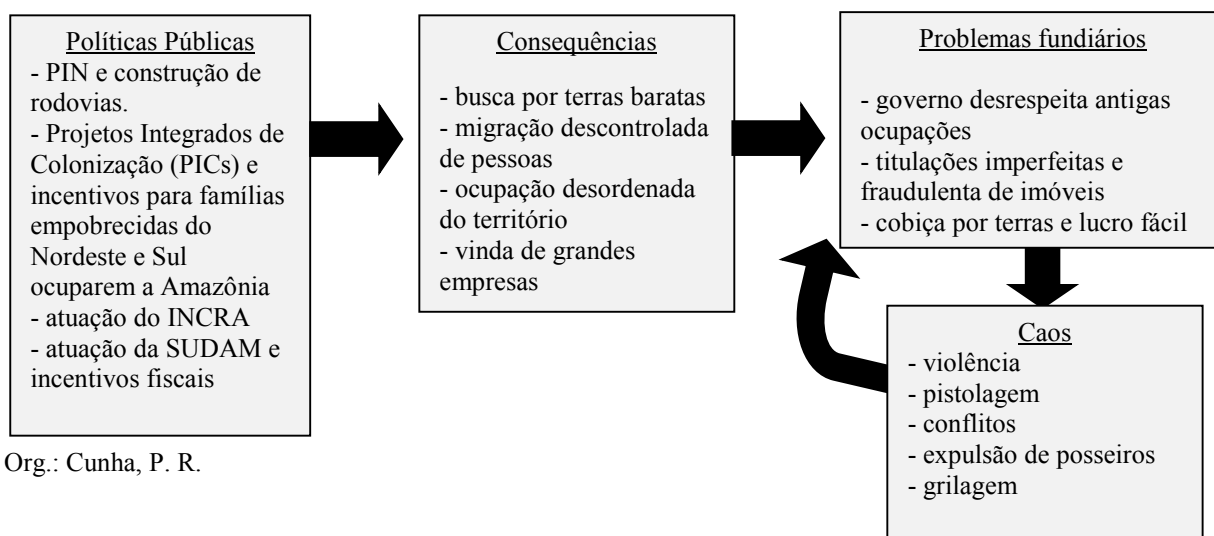 Políticas Públicas
- PIN e construção de
rodovias.
- Projetos Integrados de
Colonização (PICs) e
incentivos para famílias
empobrecidas do
Nordeste e Sul
ocuparem a Amazônia
- atuação do INCRA
- atuação da SUDAM e
incentivos fiscais
Consequências
- busca por terras baratas
- migração descontrolada
de pessoas
- ocupação desordenada
do território
- vinda de grandes
empresas
Problemas fundiários
- governo desrespeita antigas
ocupações
- titulações imperfeitas e
fraudulenta de imóveis
- cobiça por terras e lucro fácil
Caos
- violência
- pistolagem
- conflitos
- expulsão de posseiros
- grilagem
Org.: Cunha, P. R.